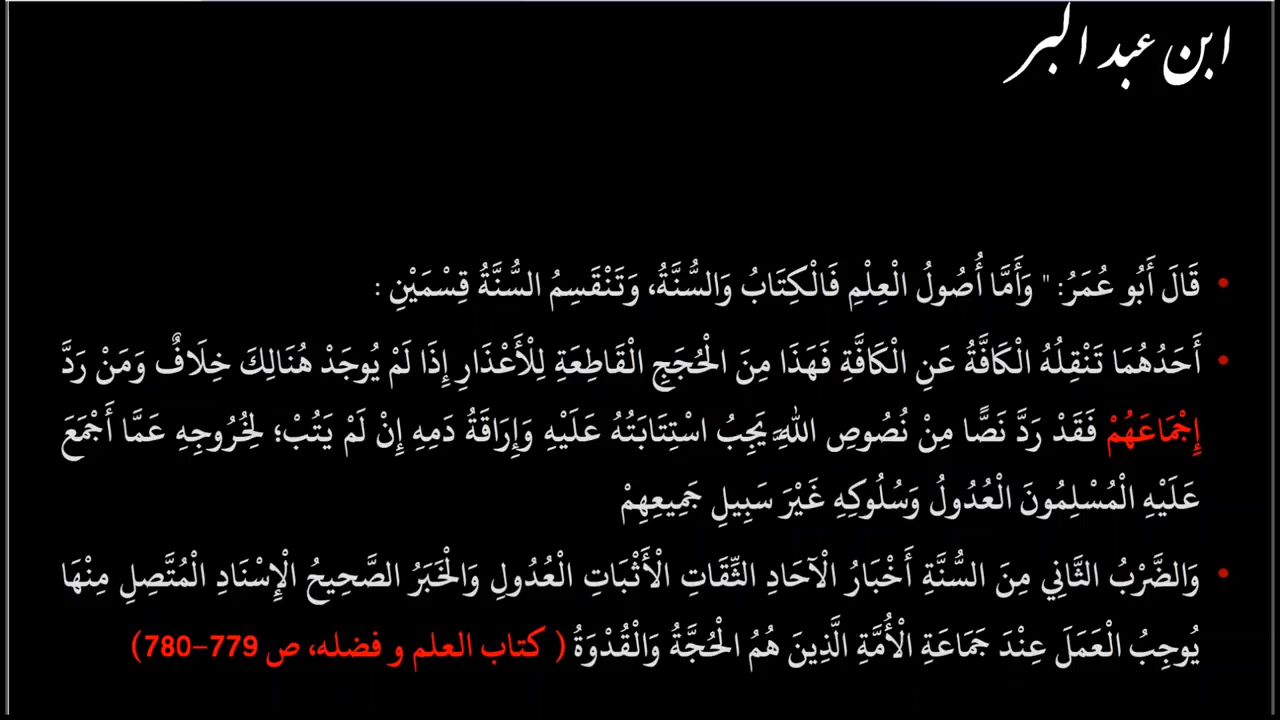 ابن عبد البر
• قَالَ أَبُو عُمَرُ: " وَأَمَّا أُصُولُ الْعِلْمِ فَالْكِتَابُ وَالسُّنَّةُ، وَتَنْقَسِمُ السُّنَّةُ قِسْمَيْنِ :
• أَحَدُهُمَا تَنْقِلُهُ الْكَافَّةُ عَنِ الْكَافَّةِ فَهَذَا مِنَ الْحُجَجِ الْقَاطِعَةِ لِلْأَعْذَارِ إِذَا لَمْ يُوجَدْ هُنَالِكَ خِلَافٌ وَمَنْ رَدَّ
إِجْمَاعَهُمْ فَقَدْ رَدَّ نَصًّا مِنْ نُصُوصِ اللَّهِ يَجِبُ اسْتِتَابَتُهُ عَلَيْهِ وَإِرَاقَةُ دَمِهِ إِنْ لَمْ يَتُبْ؛ لِخُرُوجِهِ عَمَّا أَجْمَعَ
عَلَيْهِ الْمُسْلِمُونَ الْعُدُولُ وَسُلُوكِهِ غَيْرَ سَبِيلِ جَمِيعِهِمْ
• وَالضَّرْبُ الثَّانِي مِنَ السُّنَّةِ أَخْبَارُ الْآحَادِ الثِّقَاتِ الْأَثْبَاتِ الْعُدُولِ وَالْخَبَرُ الصَّحِيحُ الْإِسْنَادِ الْمُتَّصِلِ مِنْهَا
يُوجِبُ الْعَمَلَ عِنْدَ جَمَاعَةِ الْأُمَّةِ الَّذِينَ هُمُ الْحُجَّةُ وَالْقُدْوَةُ ( كتاب العلم و فضله، ص 779-780)